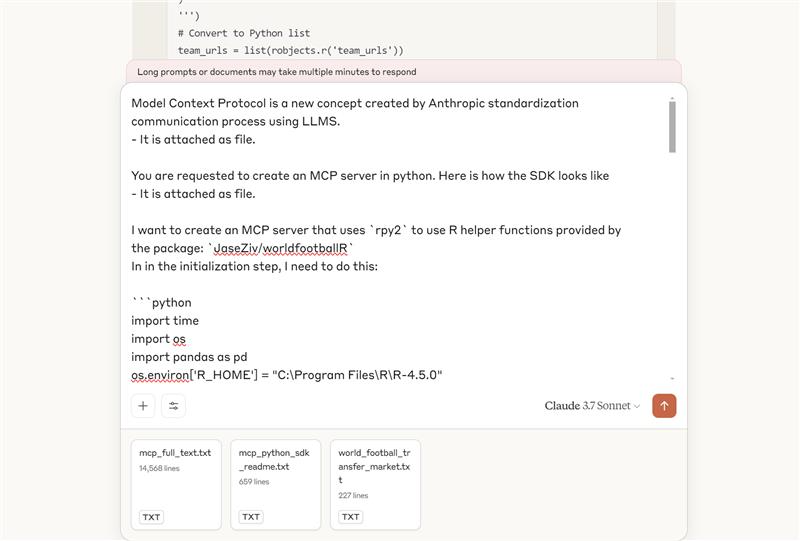 )
''')
# Convert to Python list
team_urls = list(robjects.r('team_urls'))
Long prompts or documents may take multiple minutes to respond
Model Context Protocol is a new concept created by Anthropic standardization
communication process using LLMS.
- It is attached as file.
You are requested to create an MCP server in python. Here is how the SDK looks like
- It is attached as file.
I want to create an MCP server that uses `rpy2` to use R helper functions provided by
the package: `JaseZiv/worldfootballR`
In in the initialization step, I need to do this:
```python
import time
import os
import pandas as pd
os.environ['R_HOME'] = "C:\Program Files\R\R-4.5.0"
Claude 3.7 Sonnet
mcp_full_text.txt
14,568 lines
TXT
mcp_python_sdk
_readme.txt
659 lines
TXT
world_football_tr
ansfer_market.tx
t
227 lines
TXT